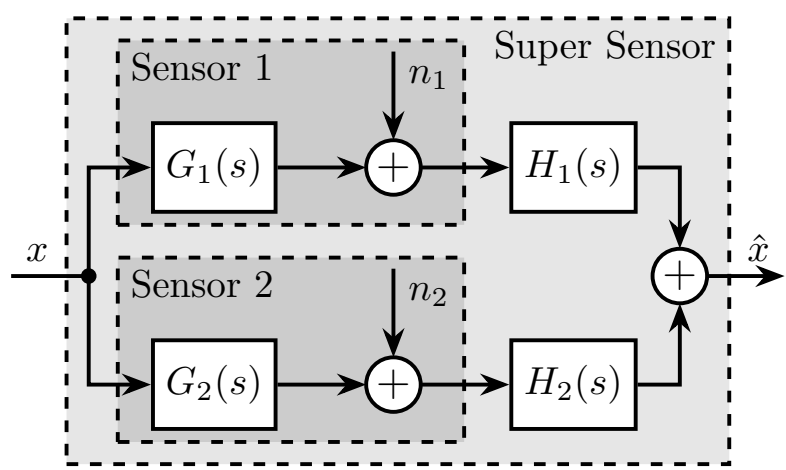 Super Sensor
Sensor 1
n₁
G₁(s)
+
H₁(s)
x
x̂
+
Sensor 2
n₂
G₂(s)
+
H₂(s)